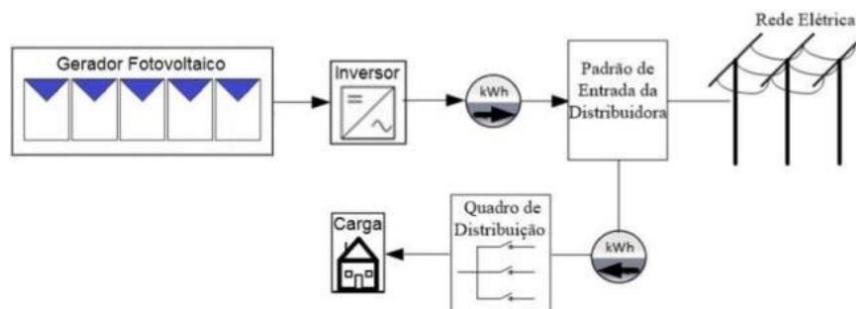 Rede Elétrica
Gerador Fotovoltaico
Inversor
kWh
Padrão de
Entrada da
Distribuidora
Carga
Quadro de
Distribuição
kWh